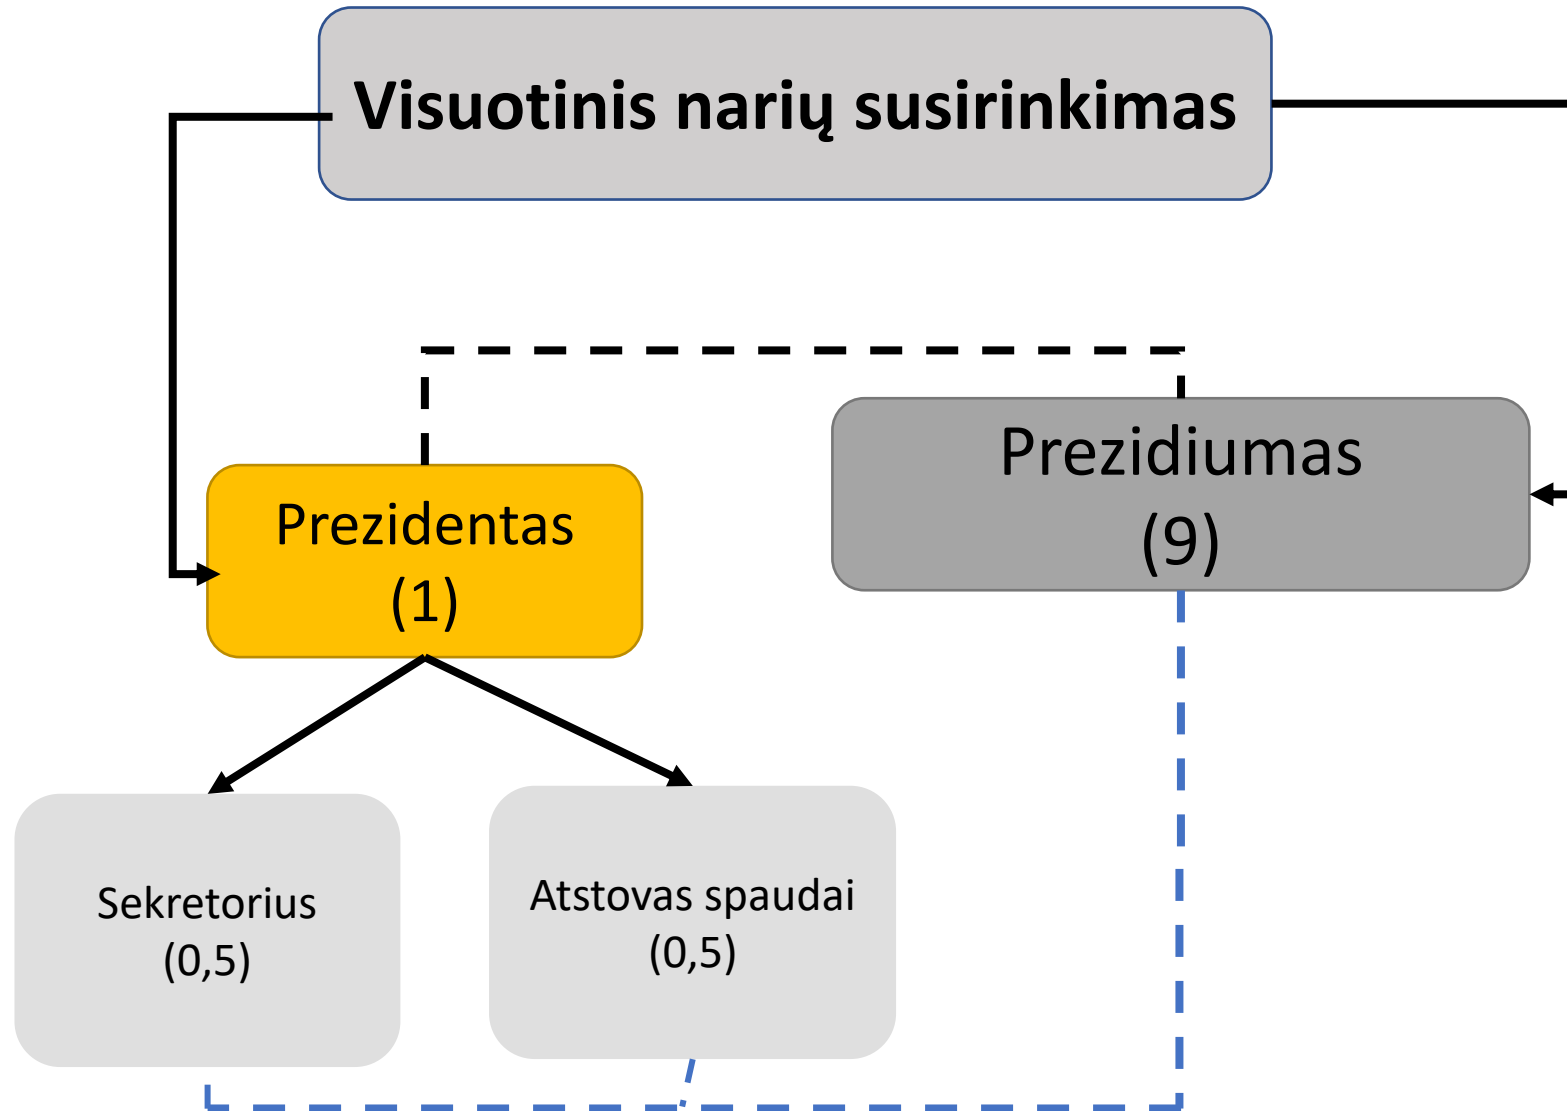 Visuotinis narių susirinkimas
Prezidiumas
(9)
Prezidentas
(1)
Sekretorius
(0,5)
Atstovas spaudai
(0,5)